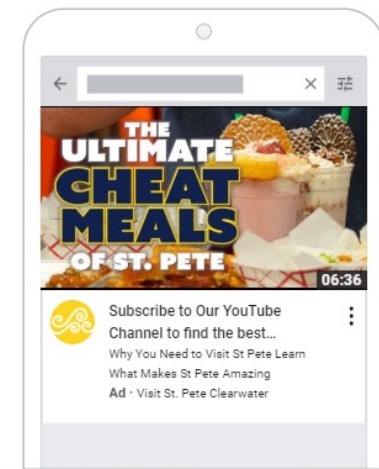 THE
ULTIMATE
CHEAT
MEALS
OF ST. PETE
06:36
Subscribe to Our YouTube
Channel to find the best...
Why You Need to Visit St Pete Learn
What Makes St Pete Amazing
Ad · Visit St. Pete Clearwater